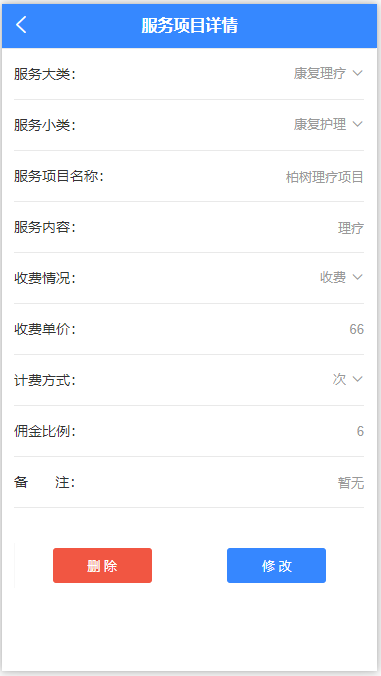 服务项目详情
服务大类： 康复理疗
服务小类： 康复护理
服务项目名称： 柏树理疗项目
服务内容： 理疗
收费情况： 收费
收费单价： 66
计费方式： 次
佣金比例： 6
备 注： 暂无
删 除 修 改